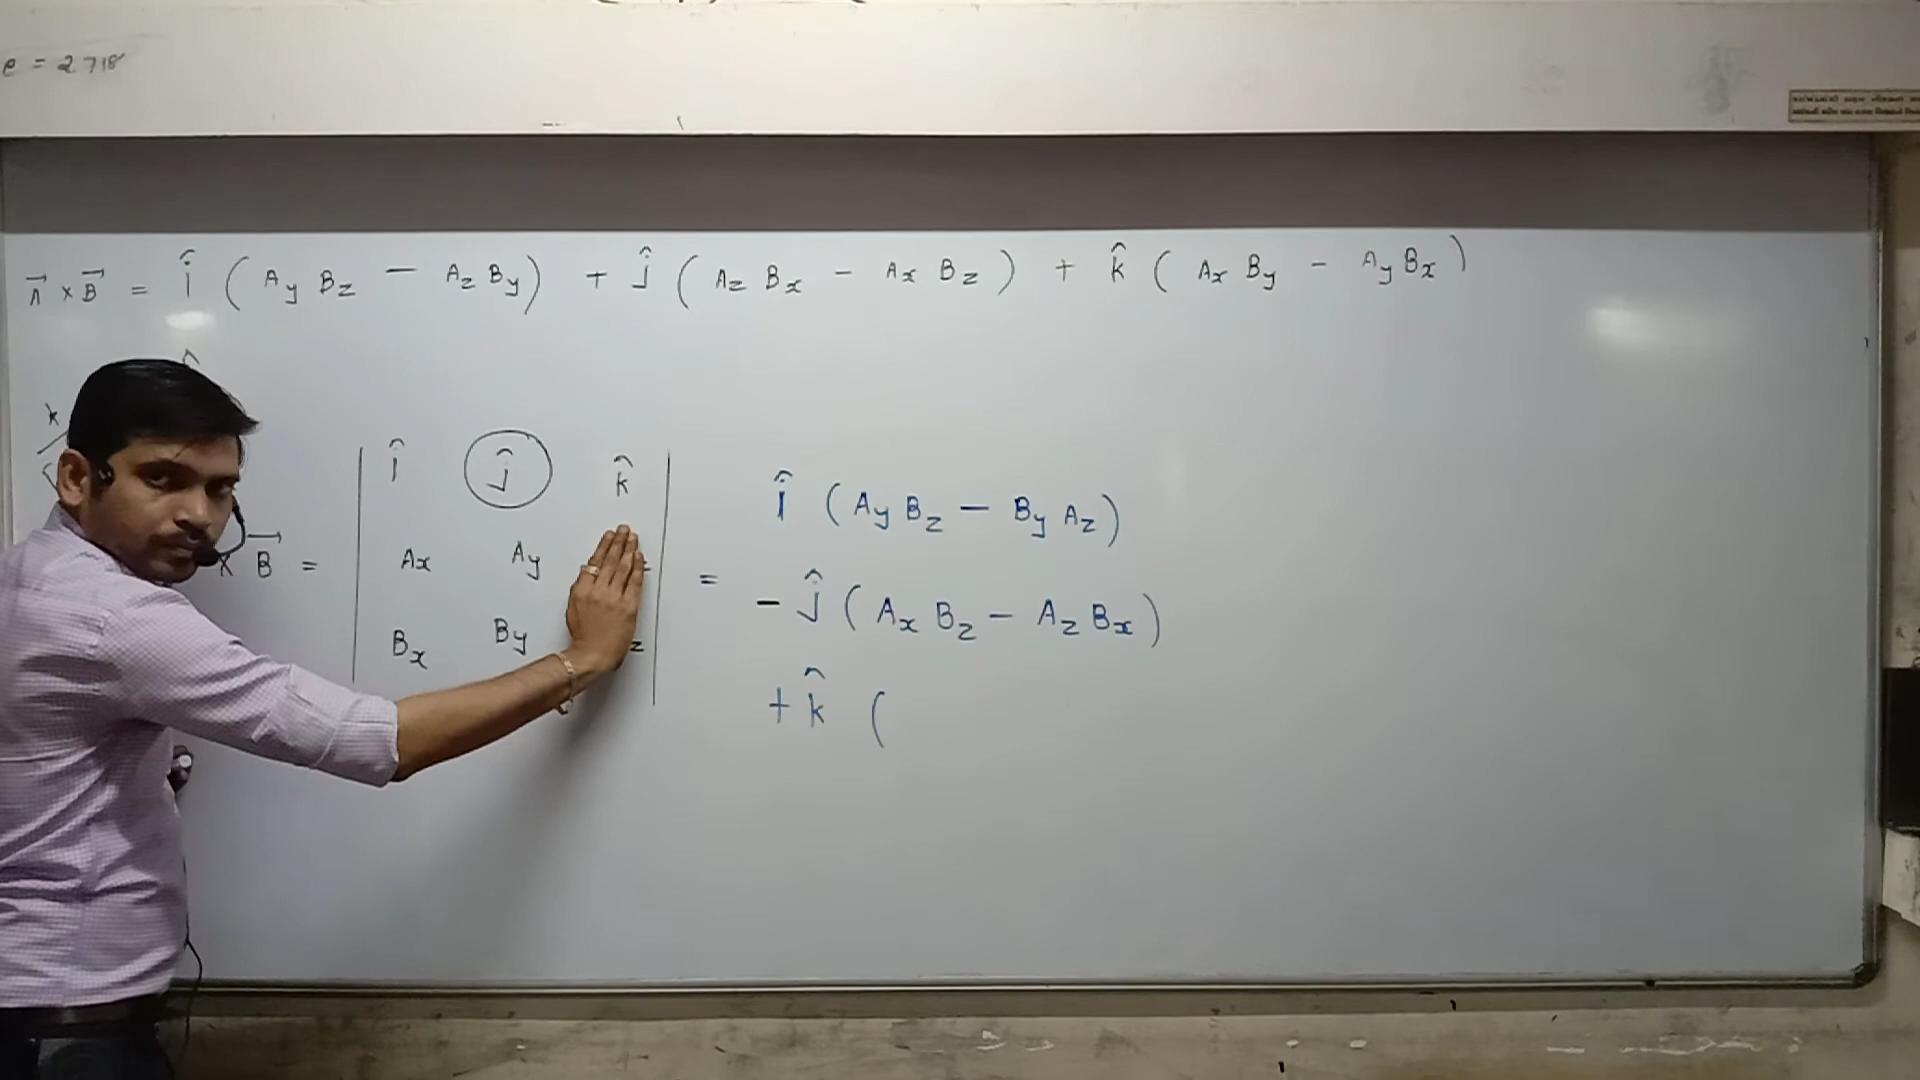 e = 2.718
A⃗ × B⃗ = î ( Ay Bz − Az By ) + ĵ ( Az Bx − Ax Bz ) + k̂ ( Ax By − Ay Bx )
k
î ĵ k̂
× B⃗ = Ax Ay z
Bx By z
= î ( Ay Bz − By Az )
− ĵ ( Ax Bz − Az Bx )
+ k̂ (